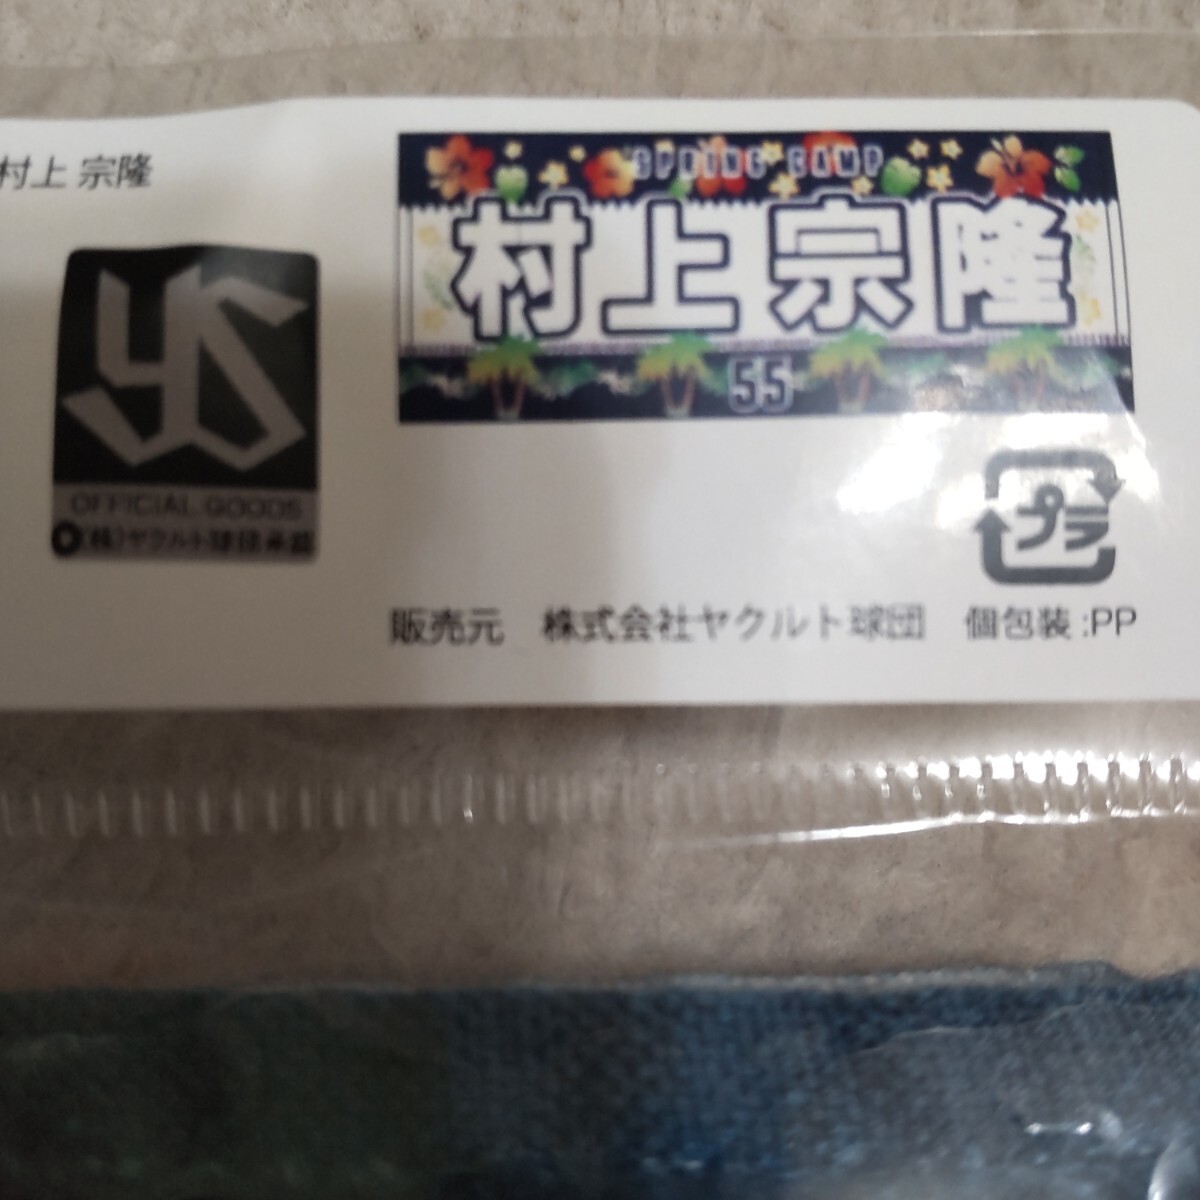 村上 宗隆
SPRING CAMP
村上宗隆
55
YS
OFFICIAL GOODS
(株)ヤクルト球団承認
プラ
販売元　株式会社ヤクルト球団　個包装:PP